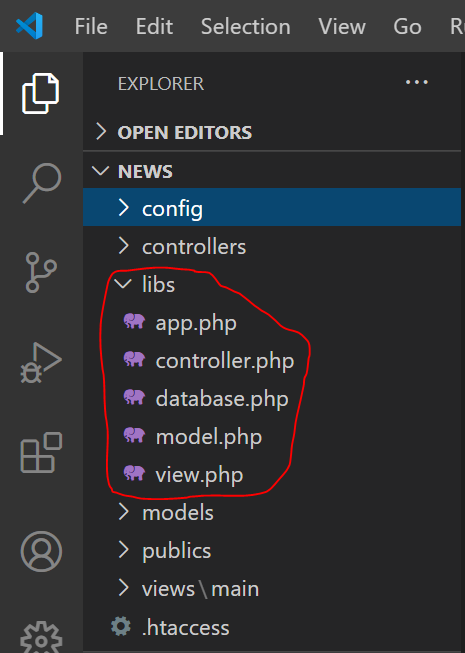 File Edit Selection View Go
EXPLORER ...
OPEN EDITORS
NEWS
config
controllers
libs
app.php
controller.php
database.php
model.php
view.php
models
publics
views\main
.htaccess